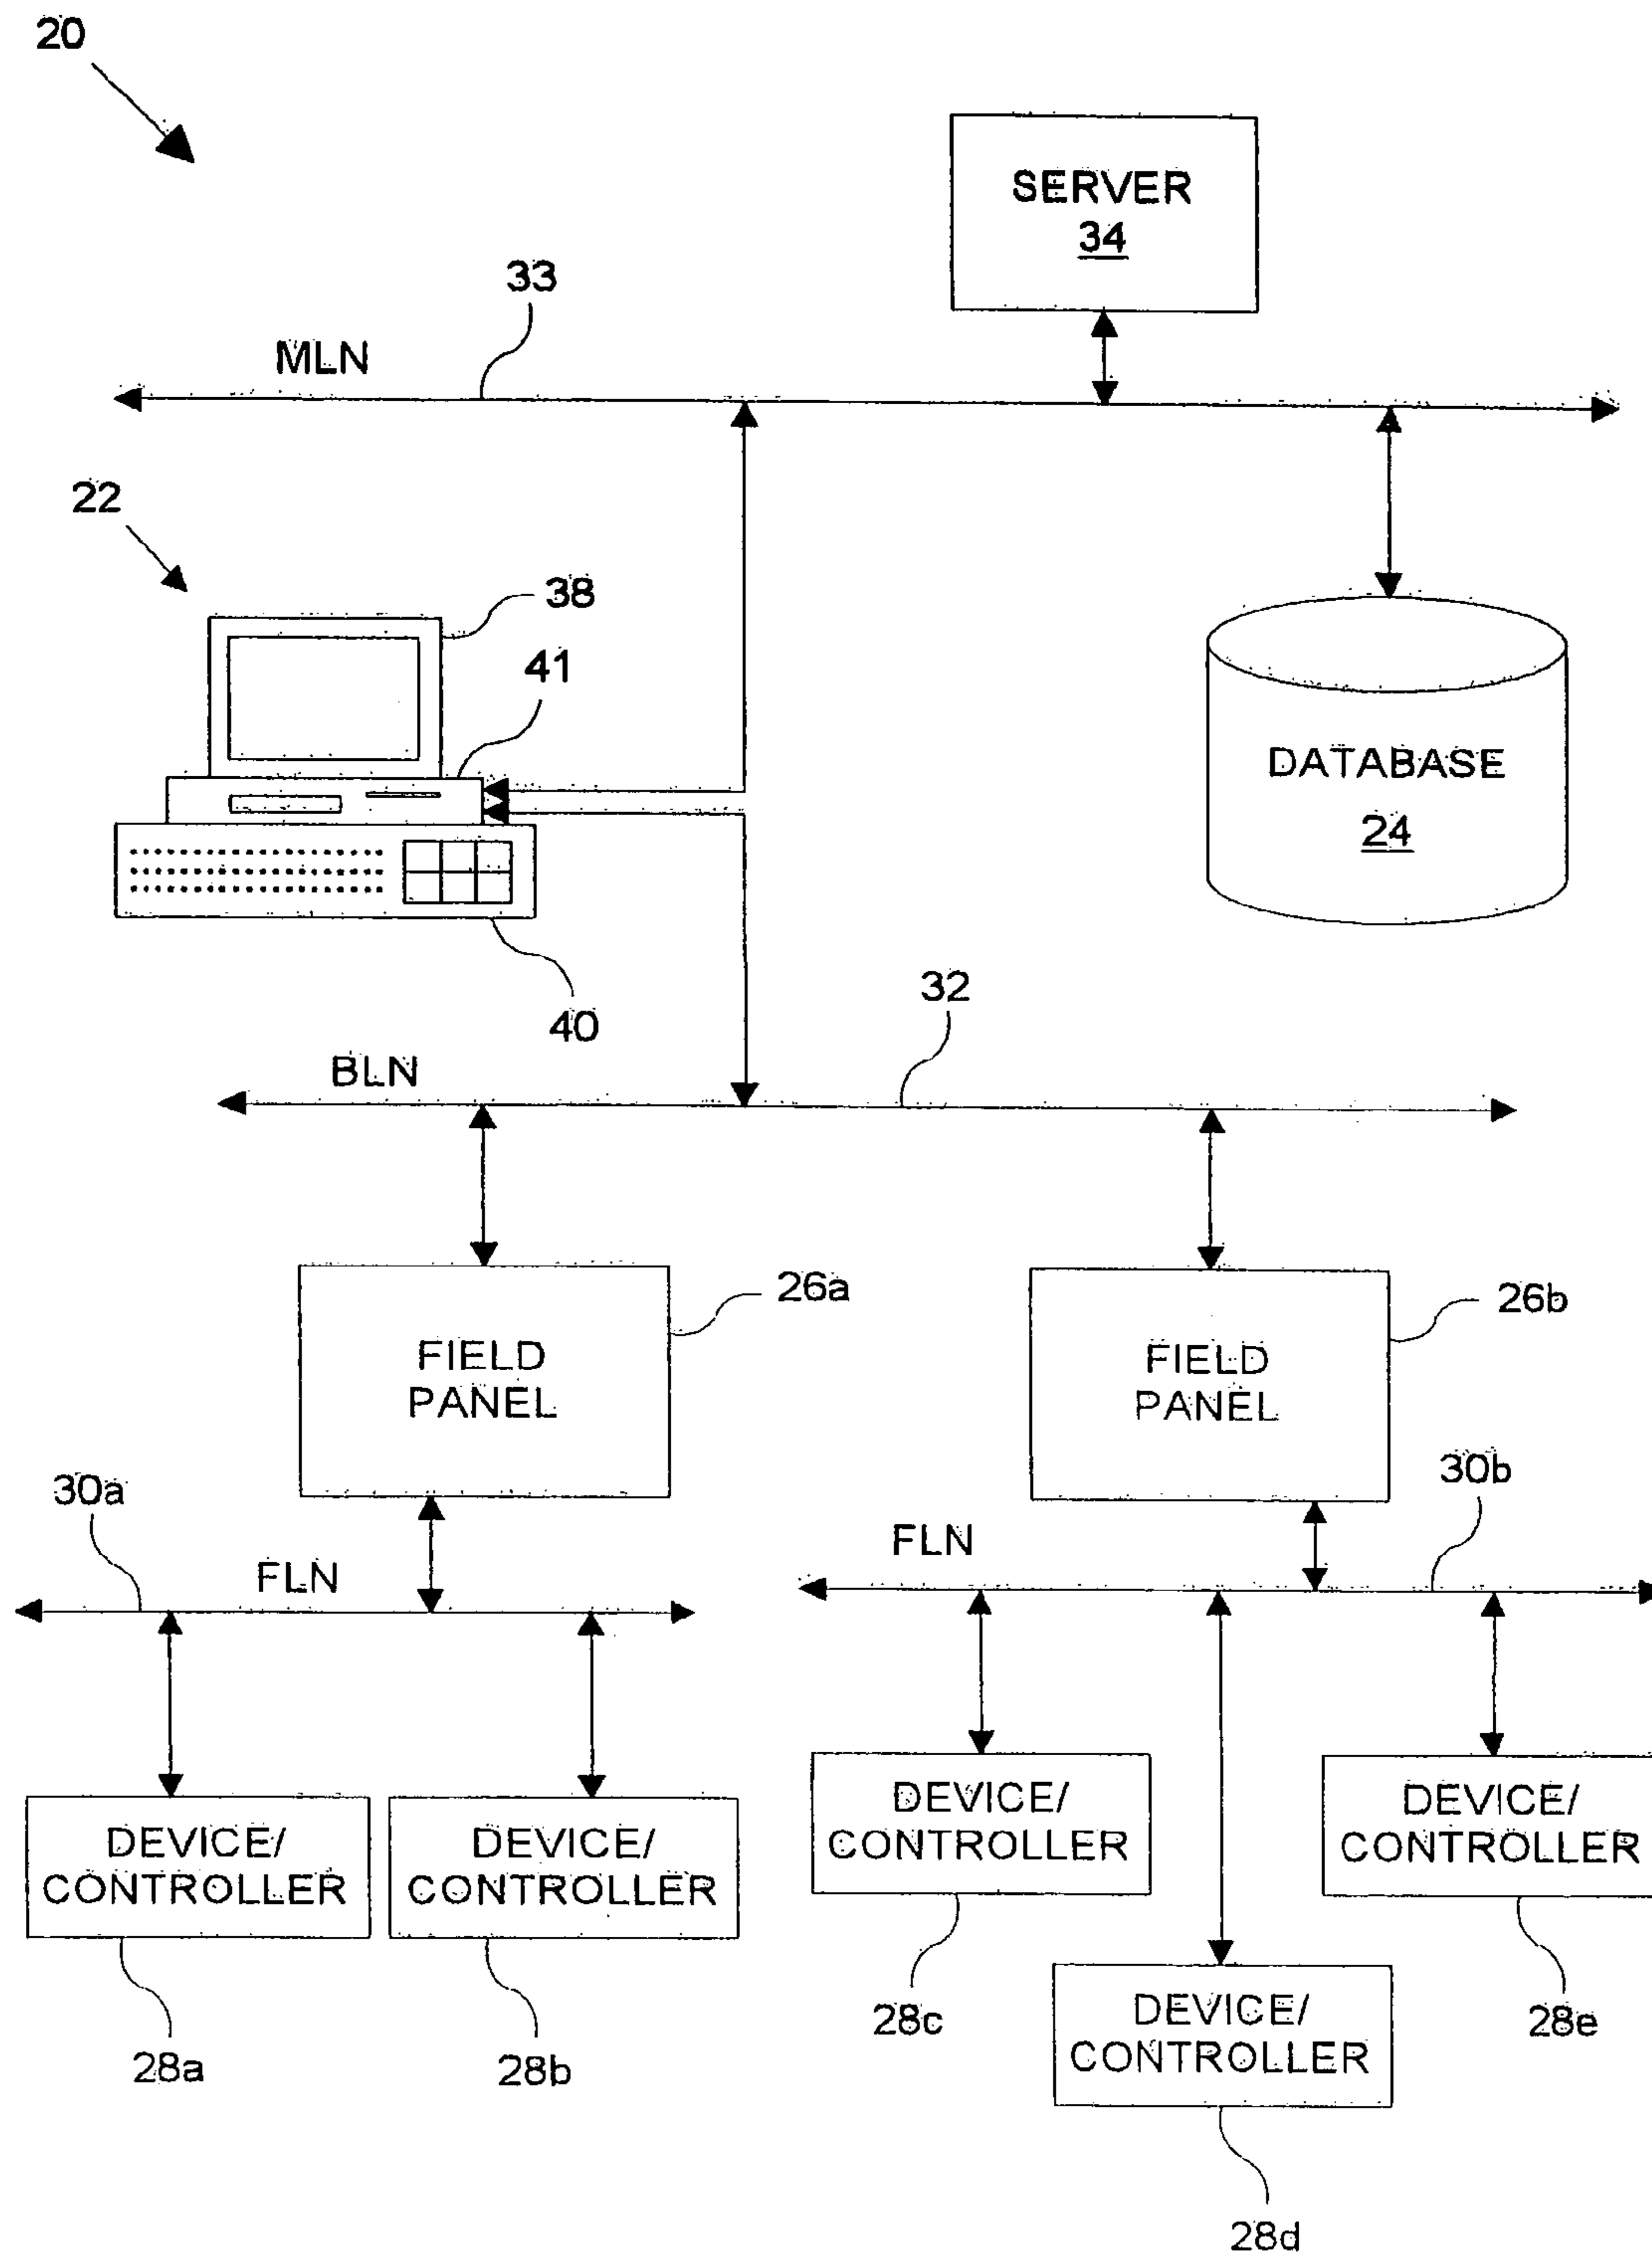 20
SERVER
34
33
MLN
22
38
41
DATABASE
24
40
32
BLN
26a
26b
FIELD
PANEL
FIELD
PANEL
30a
30b
FLN
FLN
DEVICE/
CONTROLLER
DEVICE/
CONTROLLER
DEVICE/
CONTROLLER
DEVICE/
CONTROLLER
28a
28b
28c
28e
DEVICE/
CONTROLLER
28d